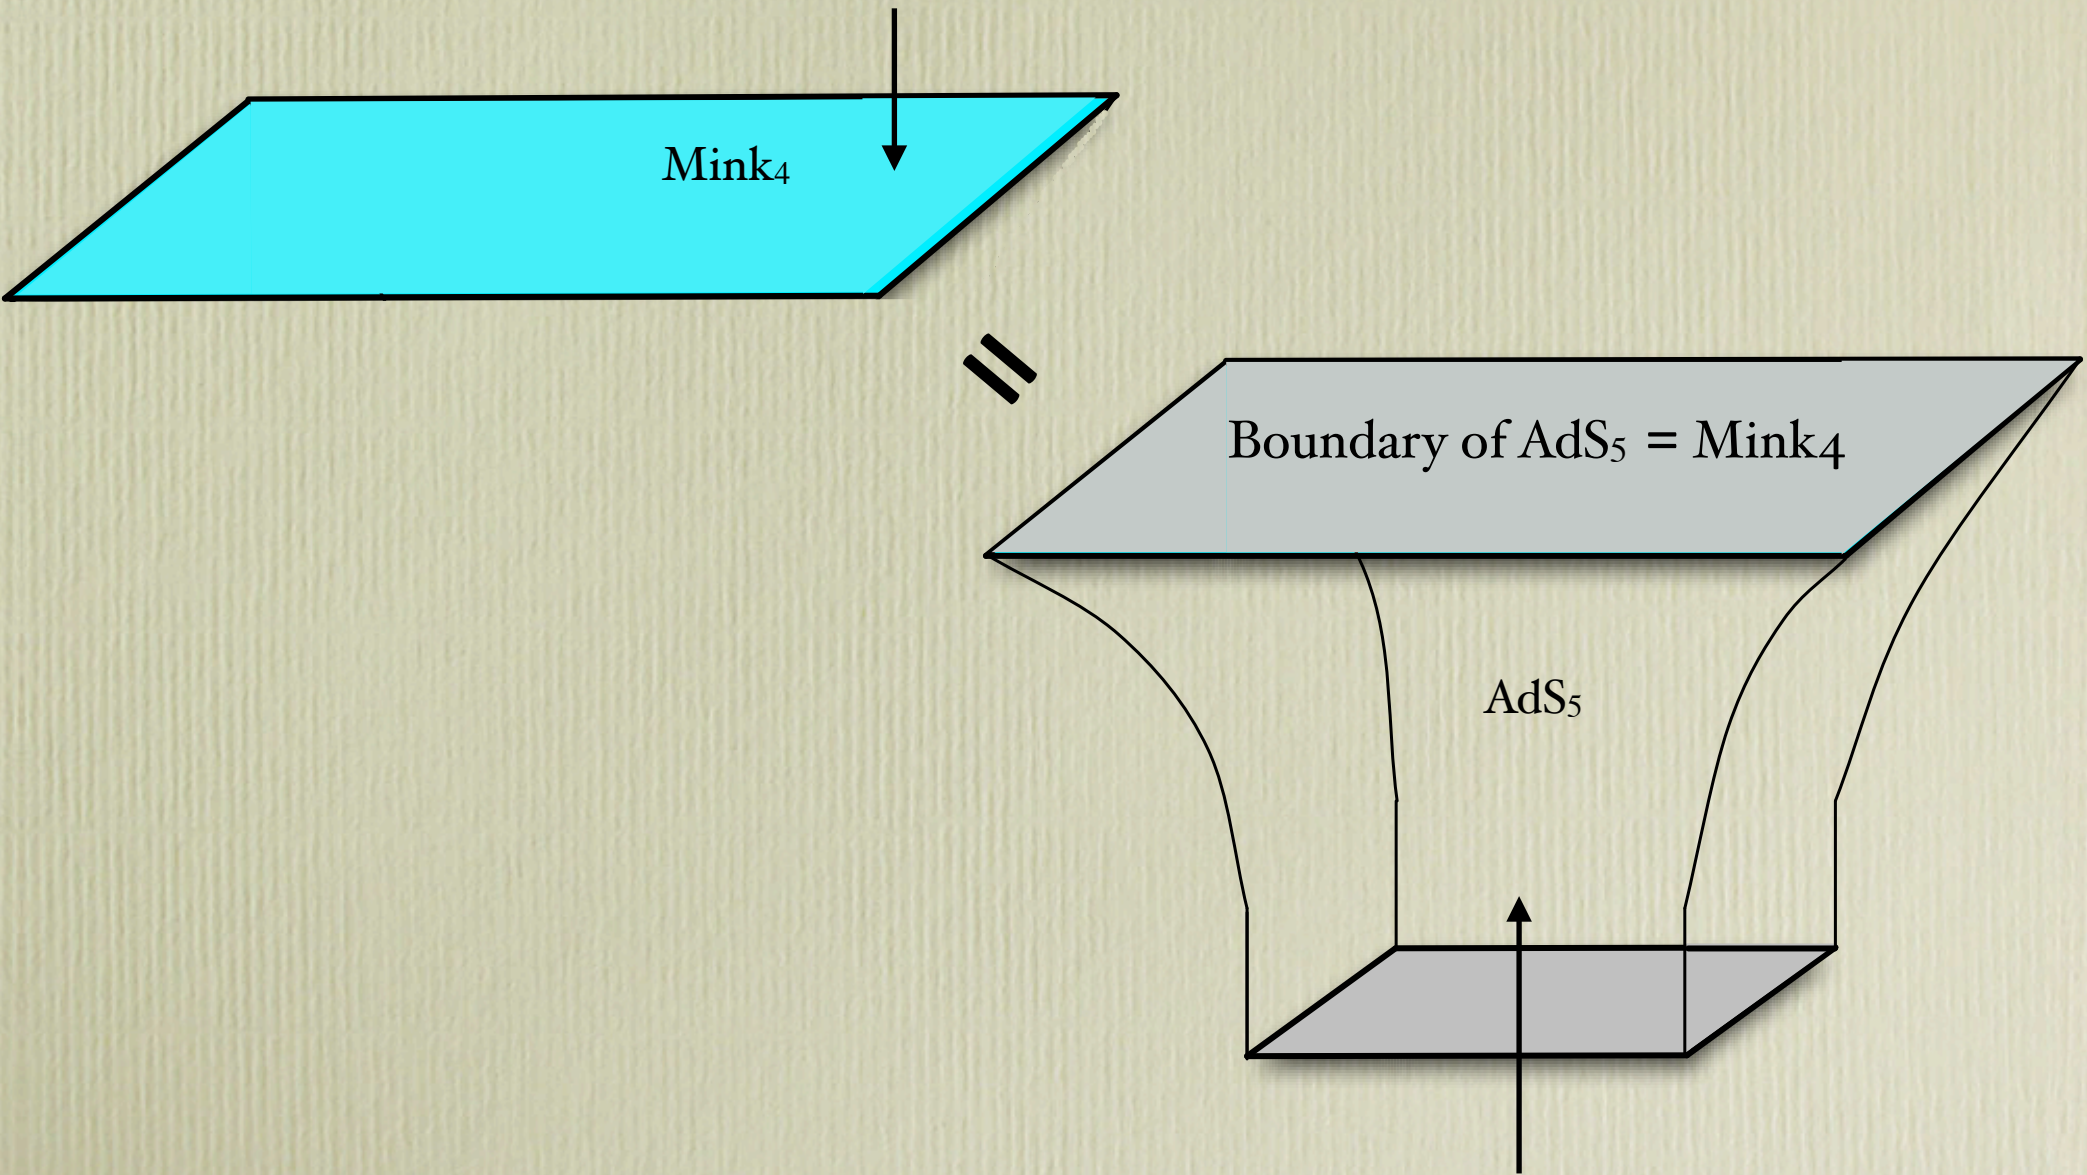 Mink₄
=
Boundary of AdS₅ = Mink₄
AdS₅